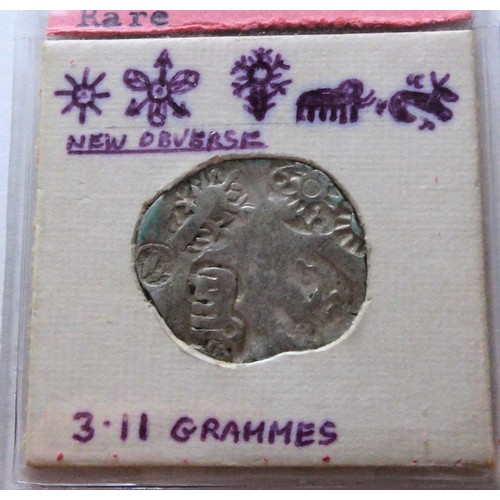 Rare
NEW OBVERSE
3.11 GRAMMES